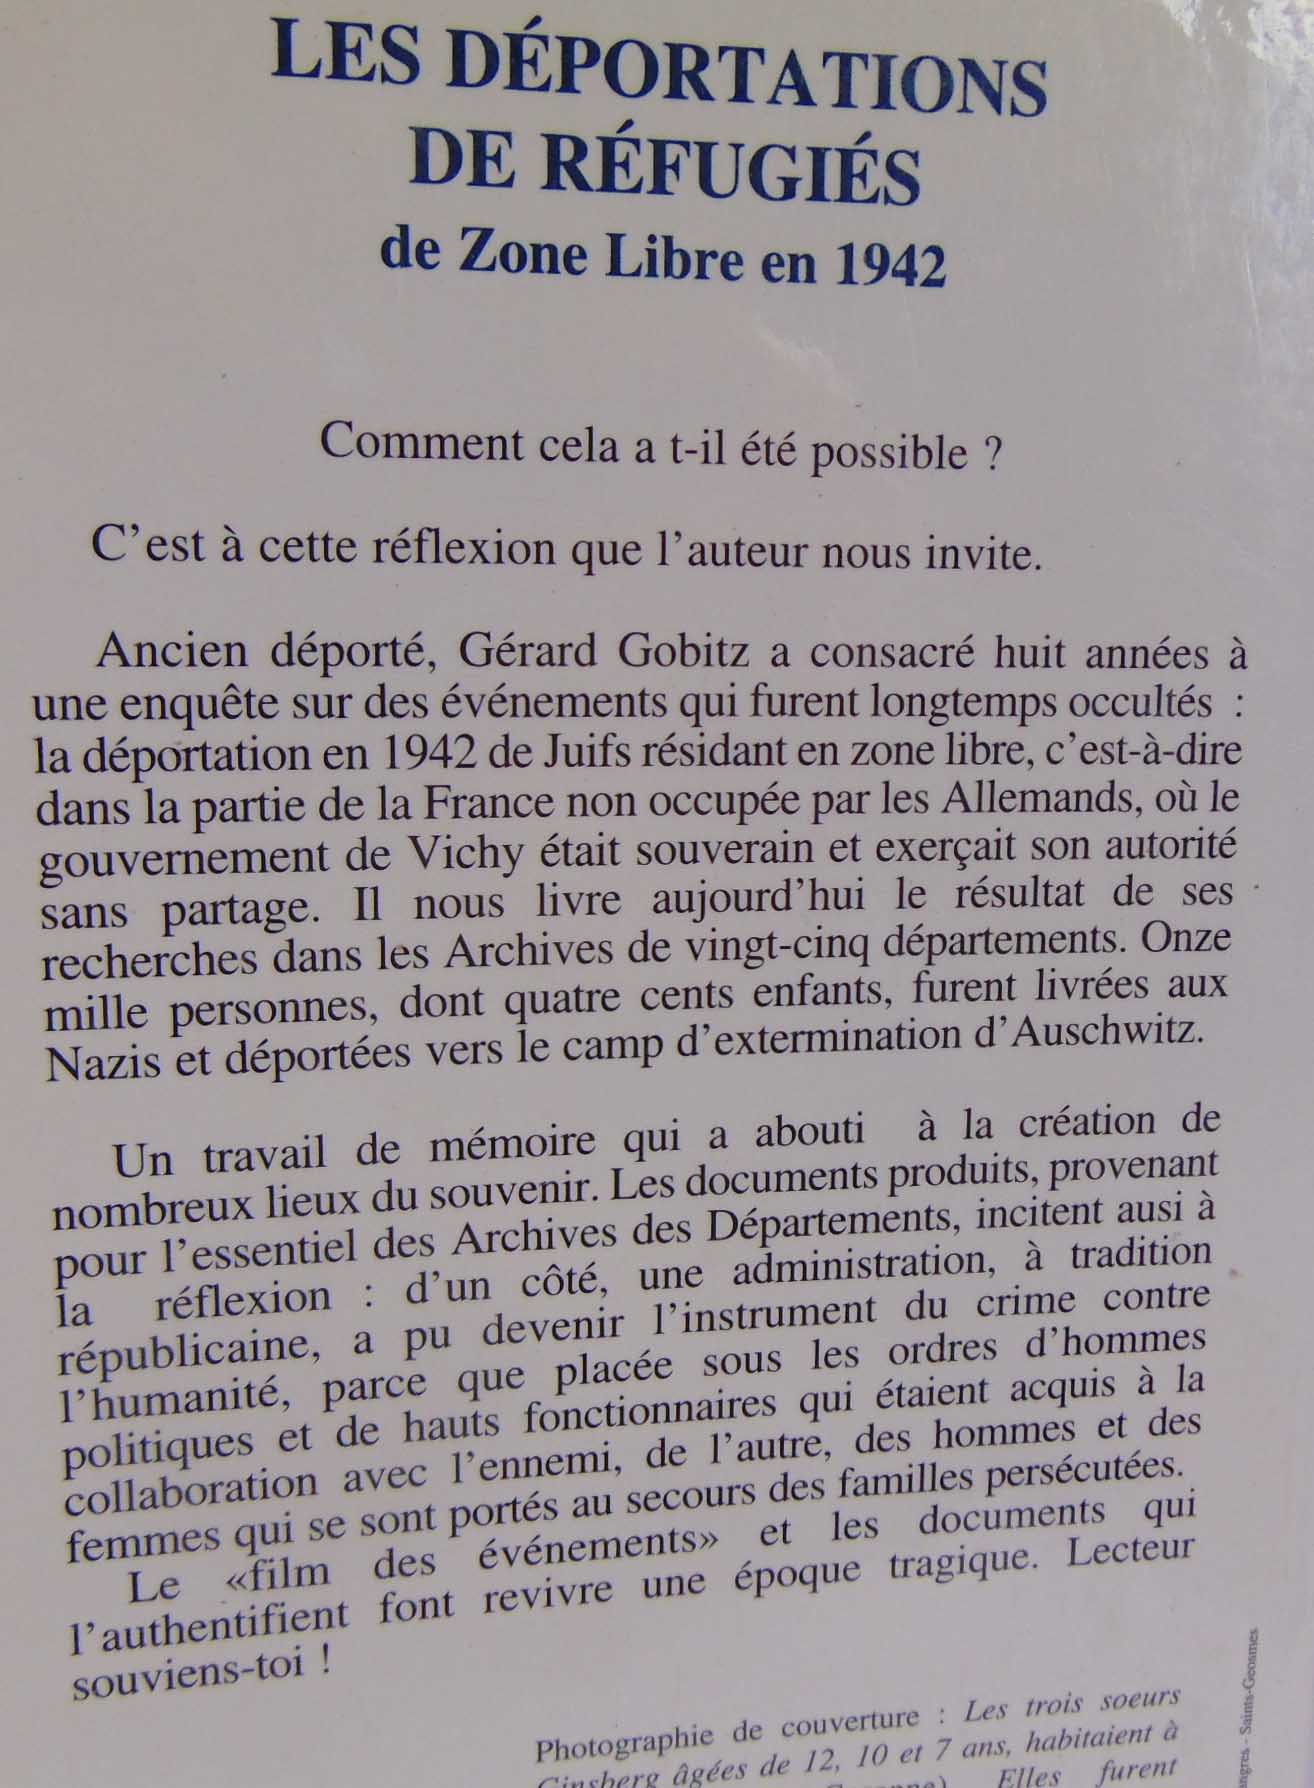 LES DÉPORTATIONS
DE RÉFUGIÉS
de Zone Libre en 1942
Comment cela a t-il été possible ?
C'est à cette réflexion que l'auteur nous invite.
Ancien déporté, Gérard Gobitz a consacré huit années à
une enquête sur des événements qui furent longtemps occultés :
la déportation en 1942 de Juifs résidant en zone libre, c'est-à-dire
dans la partie de la France non occupée par les Allemands, où le
gouvernement de Vichy était souverain et exerçait son autorité
sans partage. Il nous livre aujourd'hui le résultat de ses
recherches dans les Archives de vingt-cinq départements. Onze
mille personnes, dont quatre cents enfants, furent livrées aux
Nazis et déportées vers le camp d'extermination d'Auschwitz.
Un travail de mémoire qui a abouti à la création de
nombreux lieux du souvenir. Les documents produits, provenant
pour l'essentiel des Archives des Départements, incitent ausi à
la réflexion : d'un côté, une administration, à tradition
républicaine, a pu devenir l'instrument du crime contre
l'humanité, parce que placée sous les ordres d'hommes
politiques et de hauts fonctionnaires qui étaient acquis à la
collaboration avec l'ennemi, de l'autre, des hommes et des
femmes qui se sont portés au secours des familles persécutées.
Le «film des événements» et les documents qui
l'authentifient font revivre une époque tragique. Lecteur
souviens-toi !
Photographie de couverture : Les trois soeurs
Ginsberg âgées de 12, 10 et 7 ans, habitaient à
Elles furent
- Saints-Geosmes